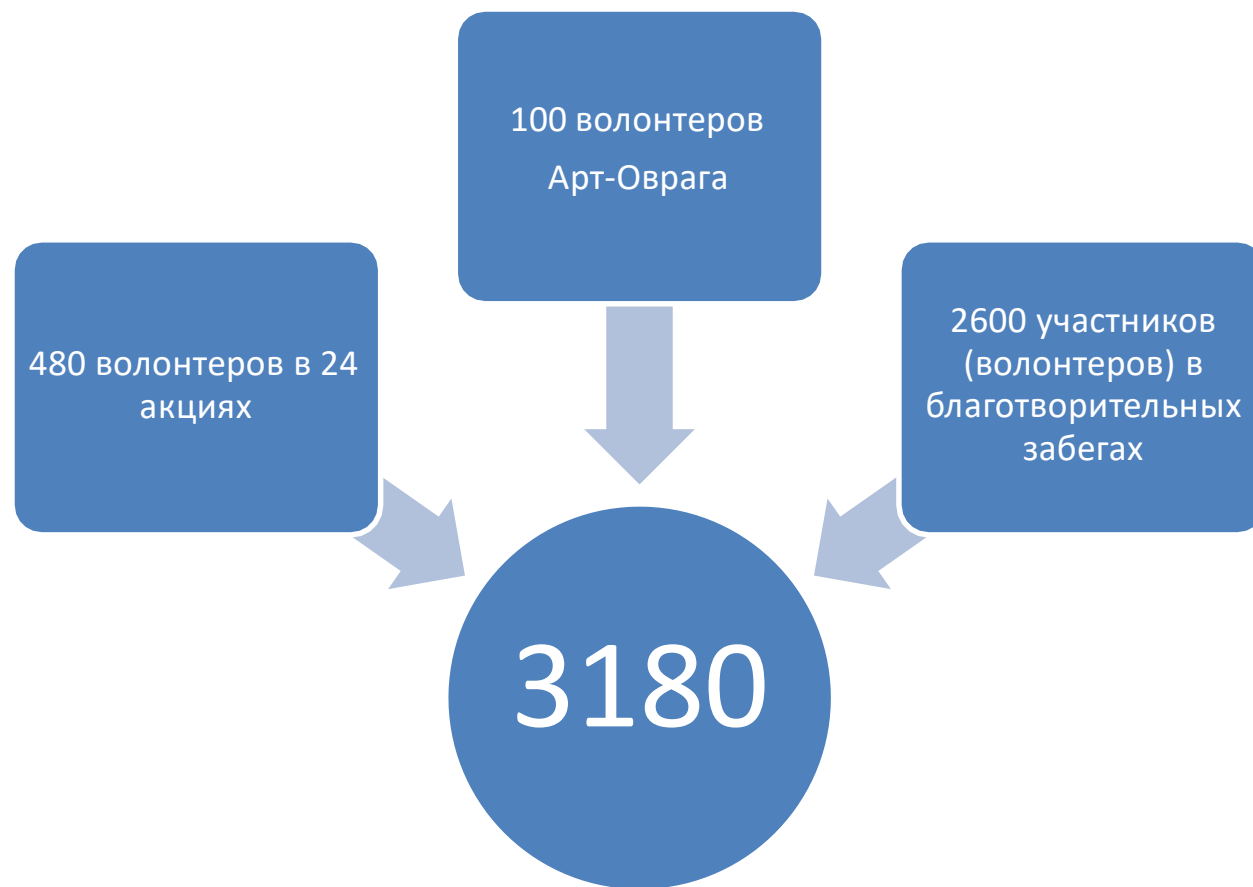 100 волонтеров
Арт-Оврага
480 волонтеров в 24
акциях
2600 участников
(волонтеров) в
благотворительных
забегах
3180